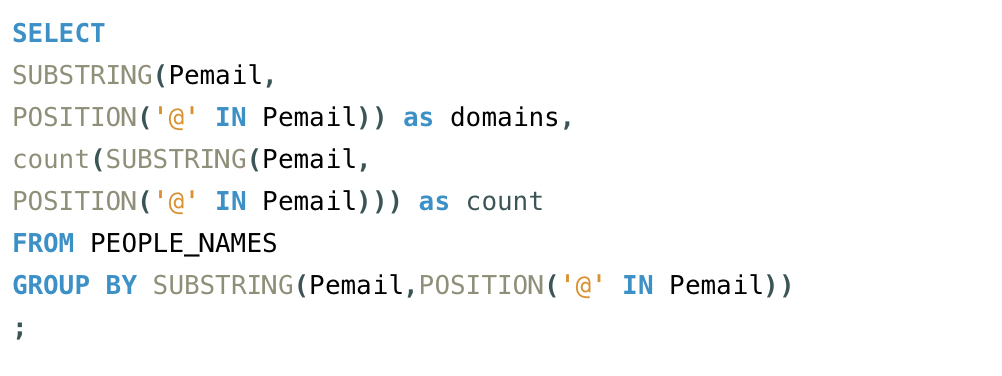 SELECT
SUBSTRING(Pemail,
POSITION('@' IN Pemail)) as domains,
count(SUBSTRING(Pemail,
POSITION('@' IN Pemail))) as count
FROM PEOPLE_NAMES
GROUP BY SUBSTRING(Pemail,POSITION('@' IN Pemail))
;